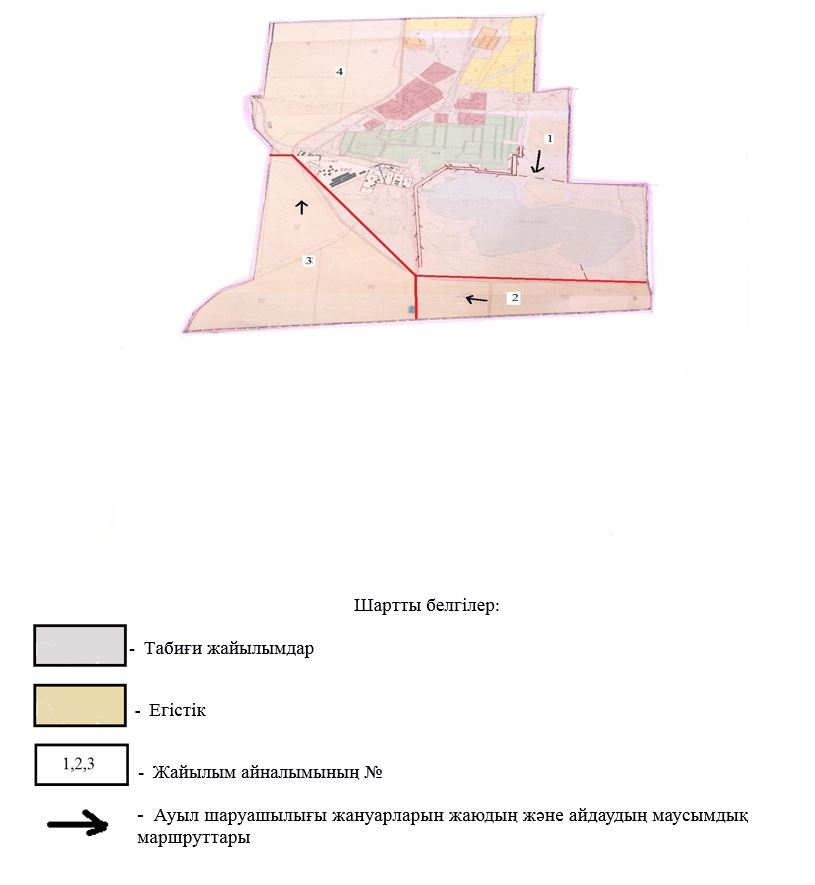 4
1
3
2
Шартты белгілер:
- Табиғи жайылымдар
- Егістік
1,2,3 - Жайылым айналымының №
- Ауыл шаруашылығы жануарларын жаюдың және айдаудың маусымдық
маршруттары